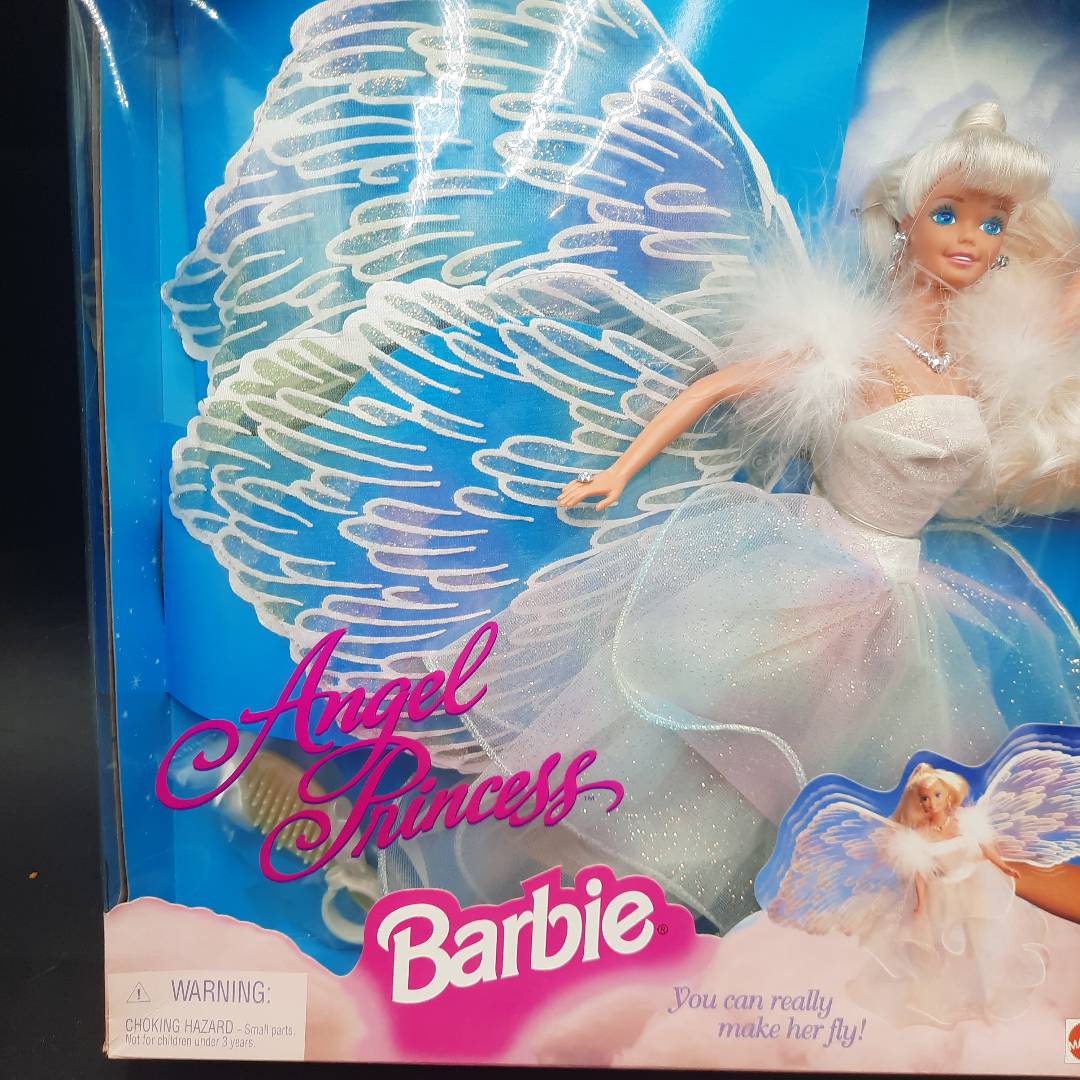 Angel
Princess™
Barbie®
⚠ WARNING:
CHOKING HAZARD - Small parts.
Not for children under 3 years.
You can really
make her fly!